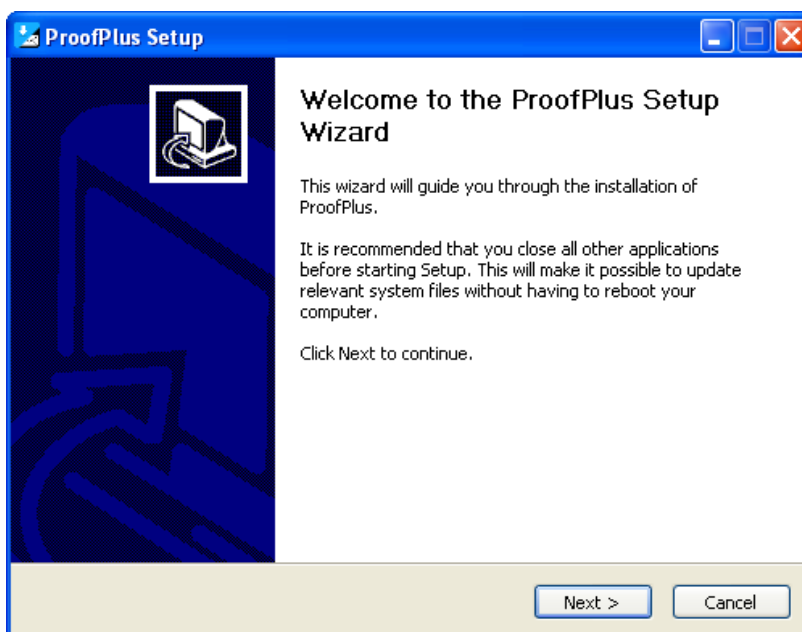 ProofPlus Setup
Welcome to the ProofPlus Setup
Wizard
This wizard will guide you through the installation of
ProofPlus.
It is recommended that you close all other applications
before starting Setup. This will make it possible to update
relevant system files without having to reboot your
computer.
Click Next to continue.
Next >
Cancel